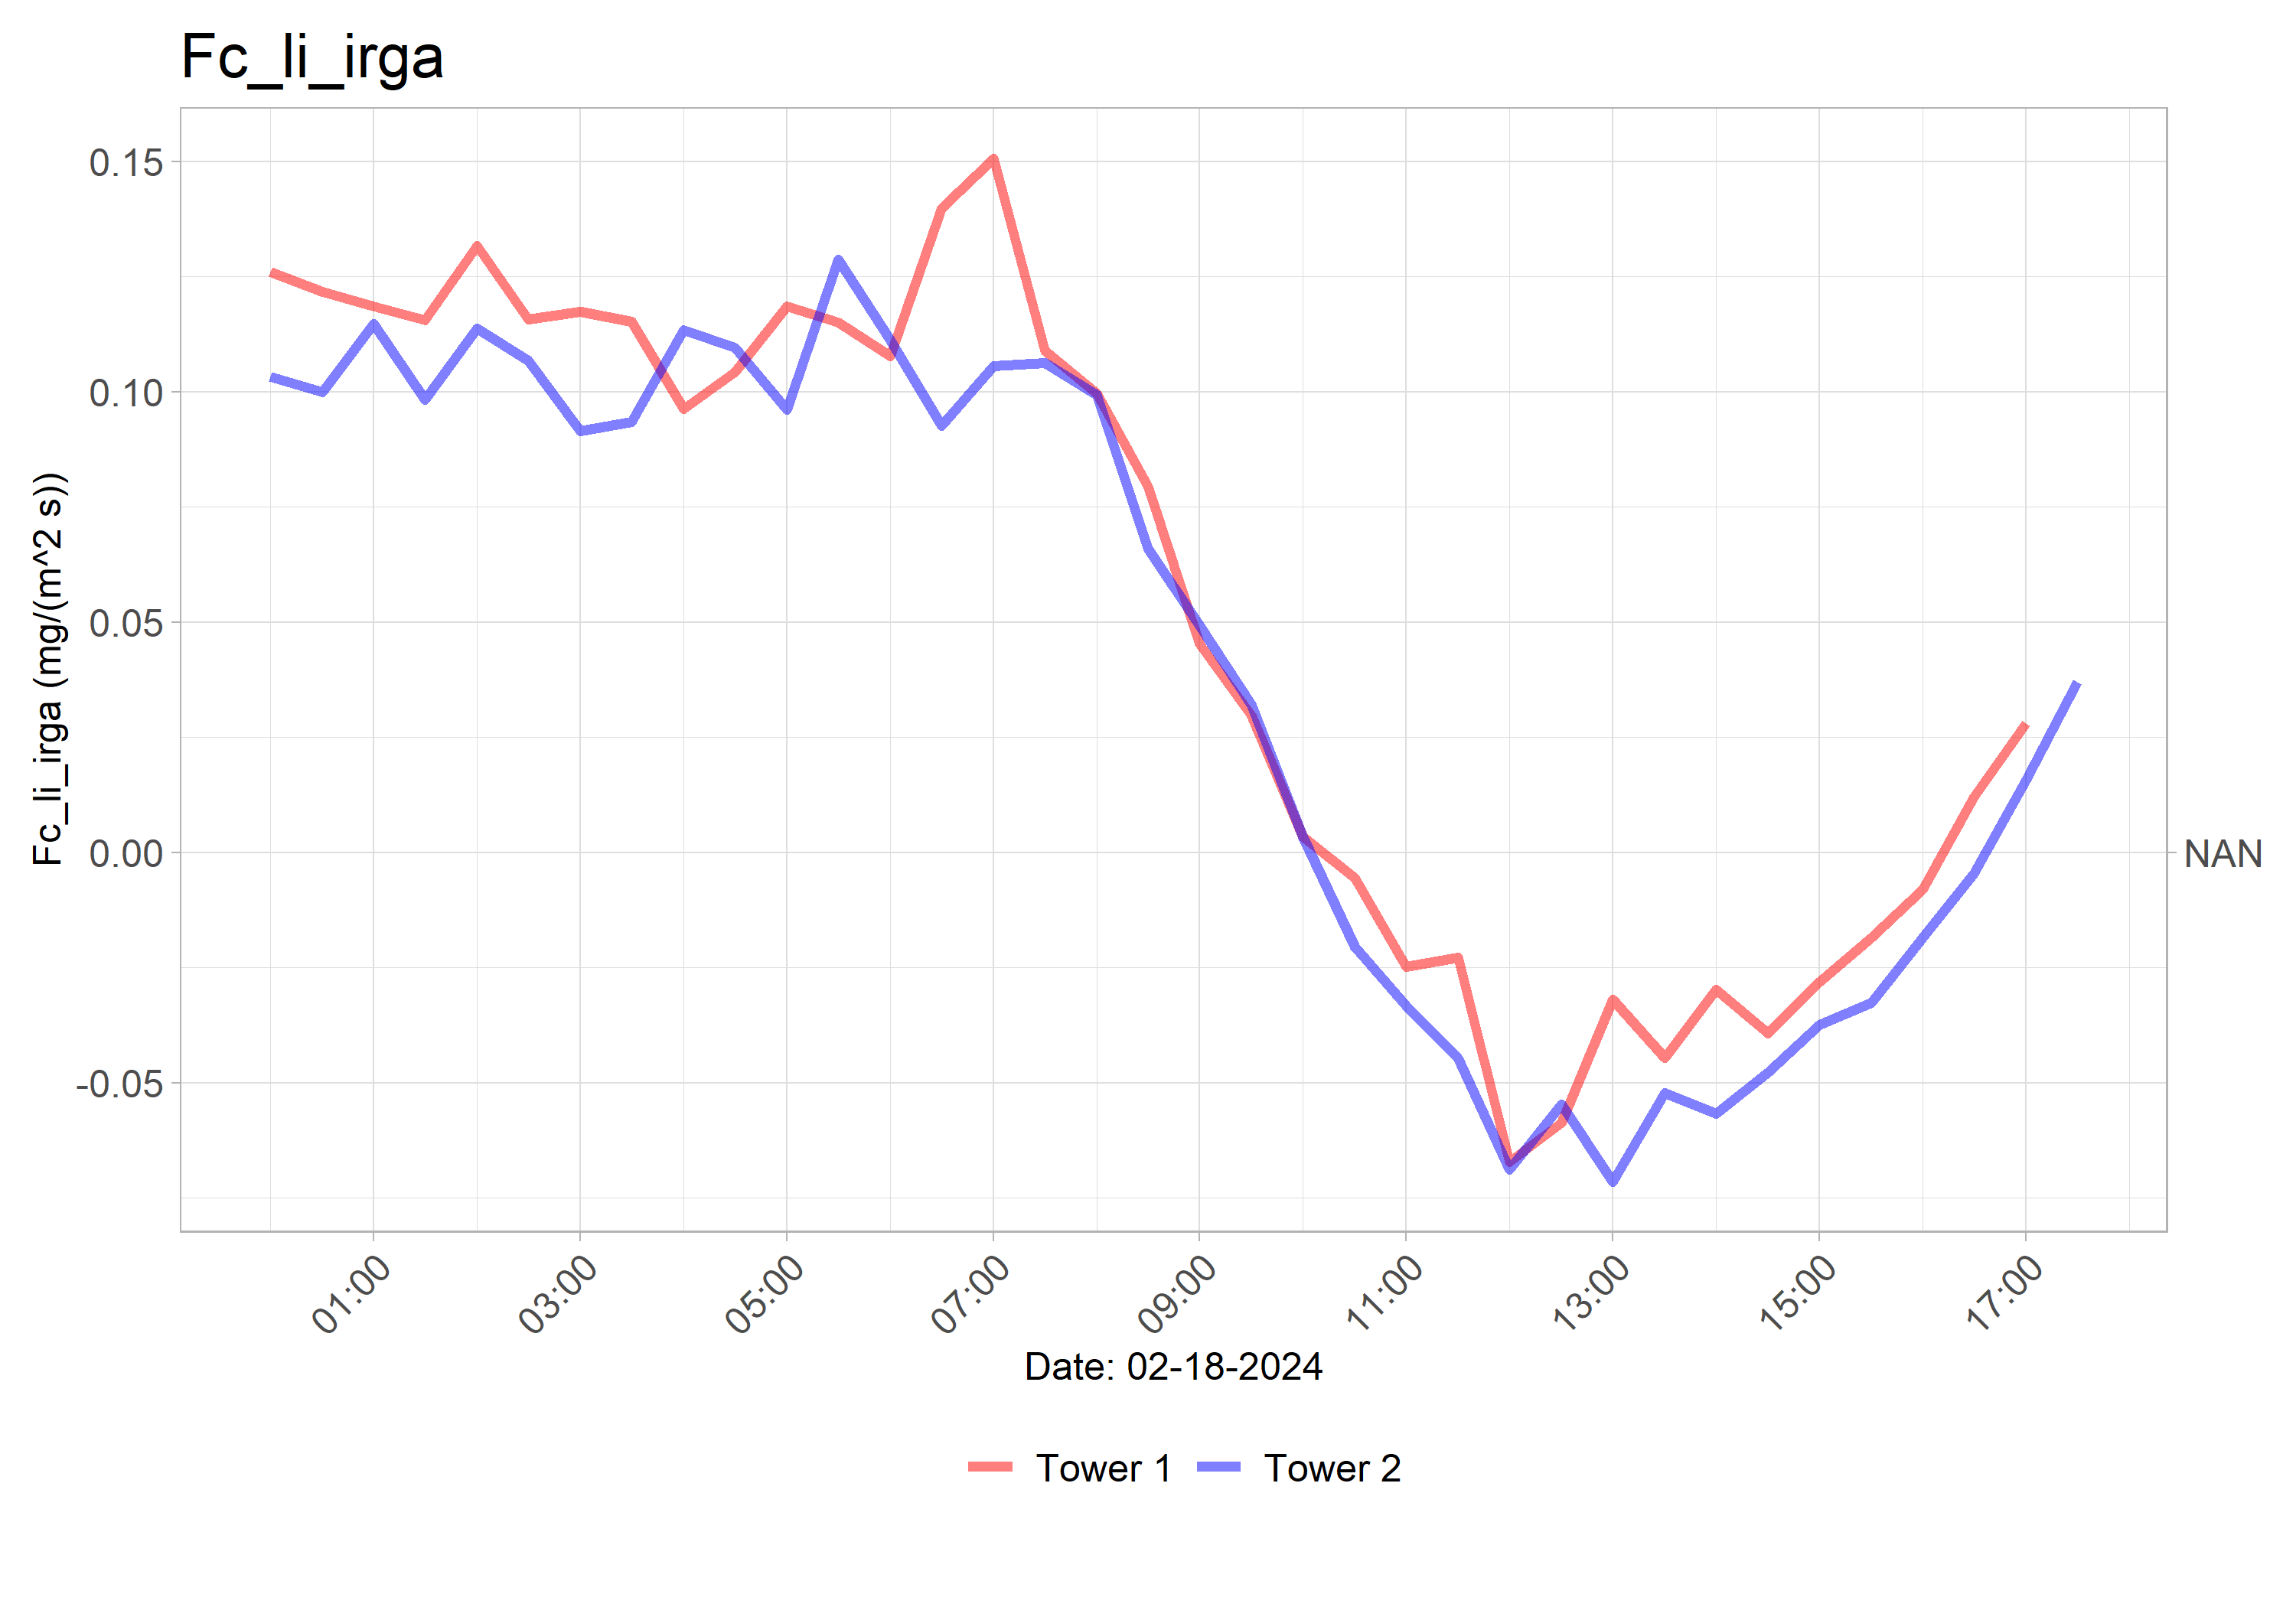 Fc_li_irga
Fc_li_irga (mg/(m^2 s))
0.15
0.10
0.05
0.00
-0.05
NAN
01:00
03:00
05:00
07:00
09:00
11:00
13:00
15:00
17:00
Date: 02-18-2024
Tower 1 Tower 2